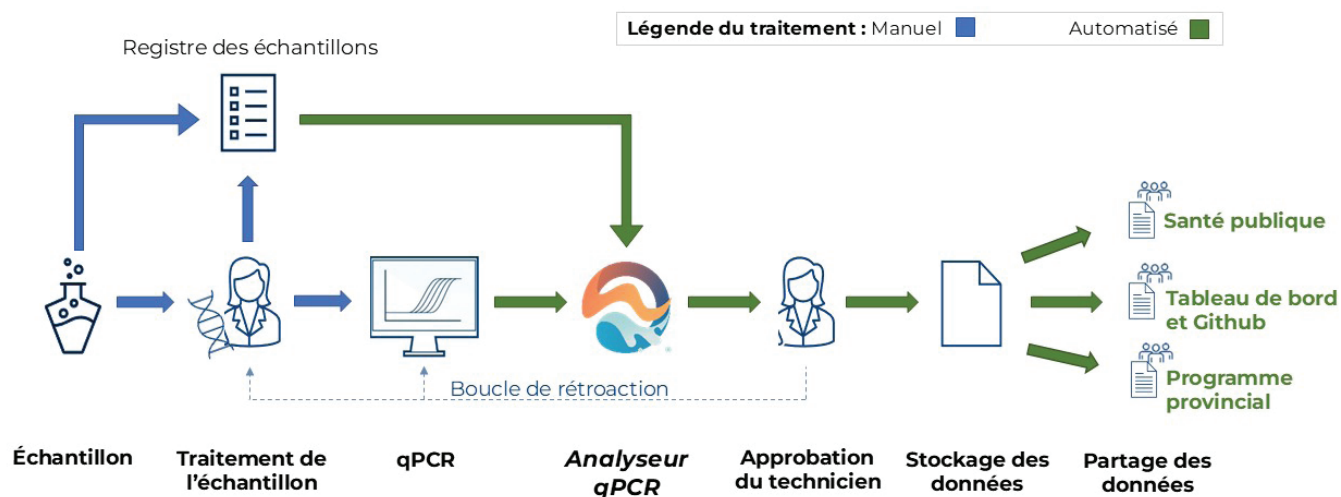 Légende du traitement : Manuel Automatisé
Registre des échantillons
Santé publique
Tableau de bord
et Github
Programme
provincial
Boucle de rétroaction
Échantillon
Traitement de
l'échantillon
qPCR
Analyseur
qPCR
Approbation
du technicien
Stockage des
données
Partage des
données